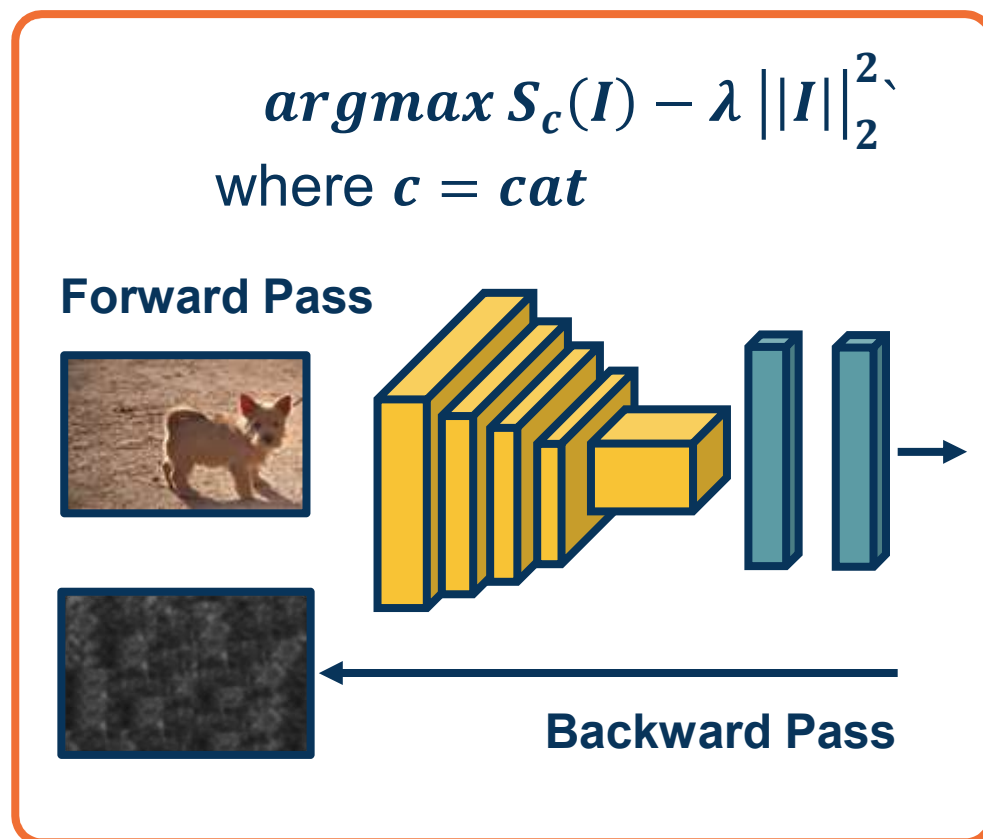 argmax S_c(I) − λ ||I||_2^2`
where c = cat
Forward Pass
Backward Pass